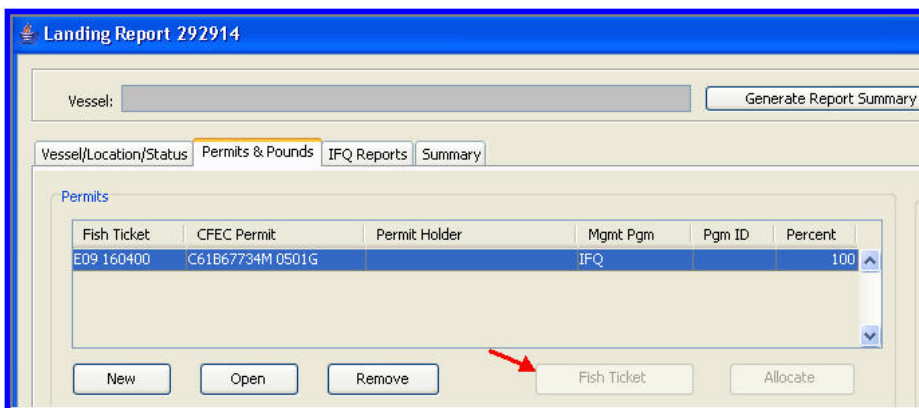 Landing Report 292914
Vessel: Generate Report Summary
Vessel/Location/Status Permits & Pounds IFQ Reports Summary
Permits
Fish Ticket CFEC Permit Permit Holder Mgmt Pgm Pgm ID Percent
E09 160400 C61B67734M 0501G IFQ 100
New Open Remove Fish Ticket Allocate